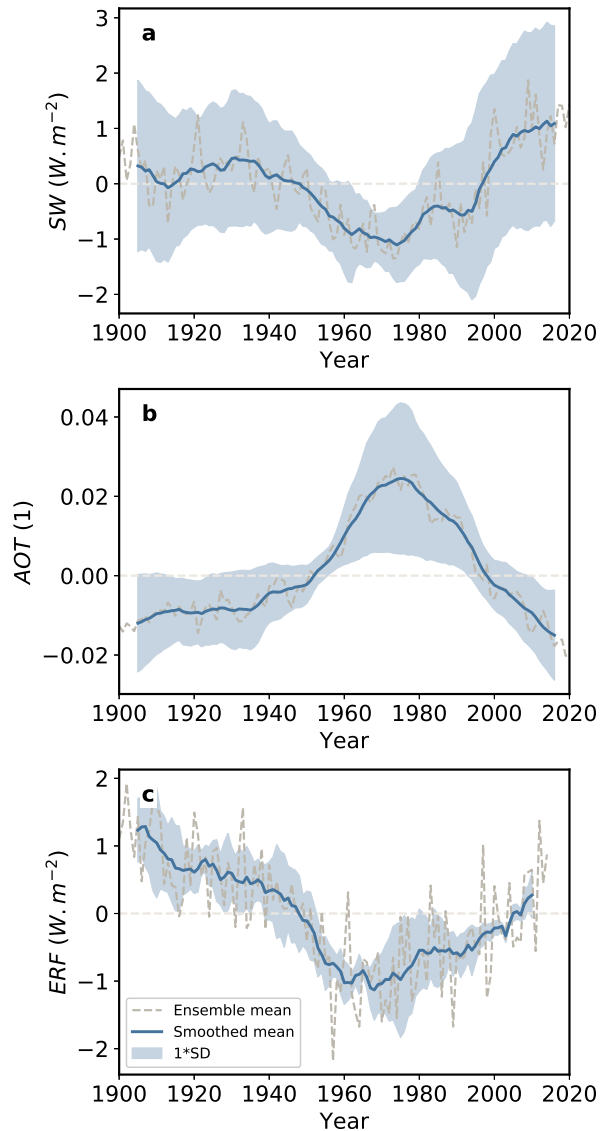 a
SW (W.m⁻²)
3
2
1
0
−1
−2
1900 1920 1940 1960 1980 2000 2020
Year
b
AOT (1)
0.04
0.02
0.00
−0.02
1900 1920 1940 1960 1980 2000 2020
Year
c
ERF (W.m⁻²)
2
1
0
−1
−2
Ensemble mean
Smoothed mean
1*SD
1900 1920 1940 1960 1980 2000 2020
Year